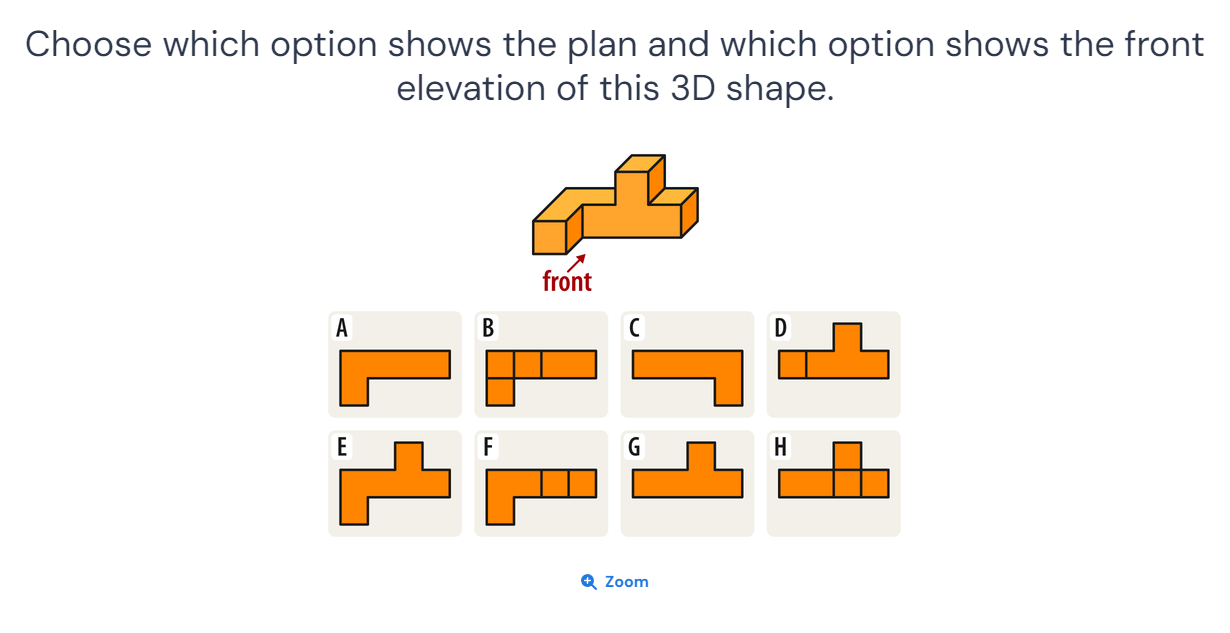 Choose which option shows the plan and which option shows the front
elevation of this 3D shape.
front
A
B
C
D
E
F
G
H
Zoom